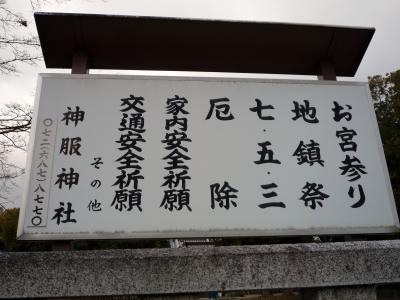 お宮参り
地鎮祭
七・五・三
厄除
家内安全祈願
交通安全祈願
その他
神服神社
〇七二(六八七)八七七〇